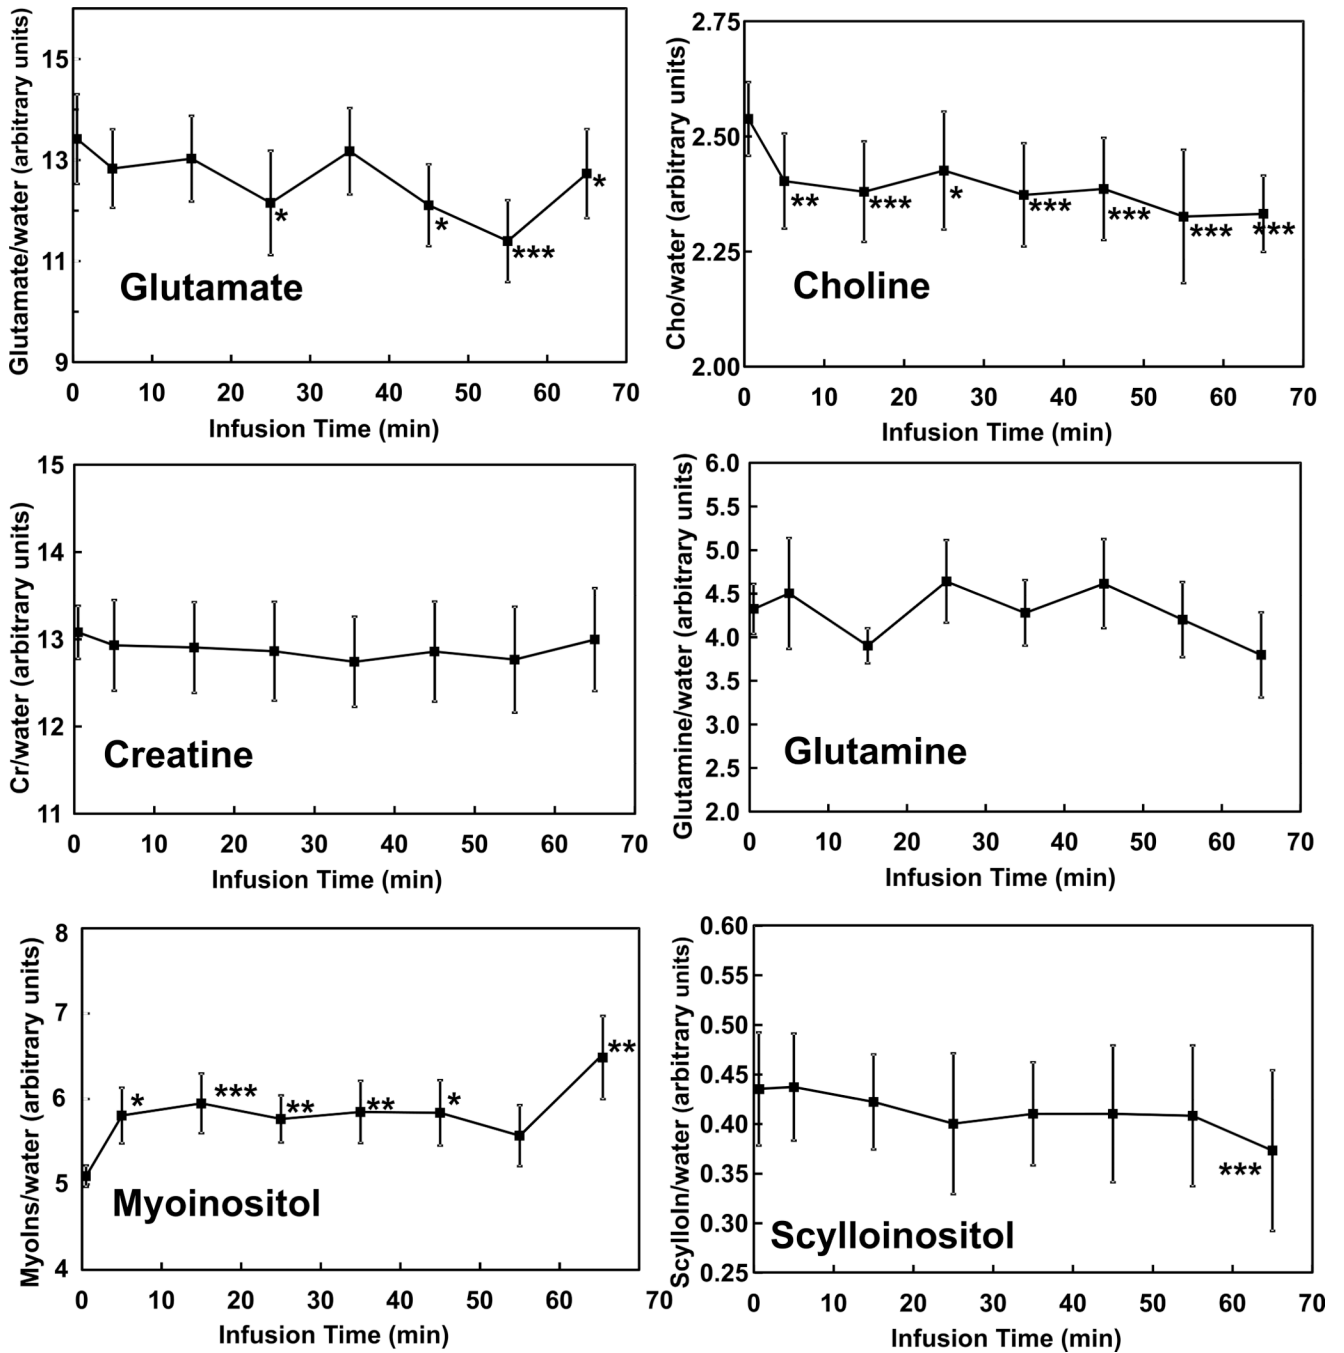 Glutamate/water (arbitrary units)
15
13
11
9
*
*
***
*
Glutamate
0 10 20 30 40 50 60 70
Infusion Time (min)
Cho/water (arbitrary units)
2.75
2.50
2.25
2.00
**
***
*
***
***
***
***
Choline
0 10 20 30 40 50 60 70
Infusion Time (min)
Cr/water (arbitrary units)
15
14
13
12
11
Creatine
0 10 20 30 40 50 60 70
Infusion Time (min)
Glutamine/water (arbitrary units)
6.0
5.5
5.0
4.5
4.0
3.5
3.0
2.5
2.0
Glutamine
0 10 20 30 40 50 60 70
Infusion Time (min)
MyoIns/water (arbitrary units)
8
7
6
5
4
*
***
**
**
*
**
Myoinositol
0 10 20 30 40 50 60 70
Infusion Time (min)
ScylloIn/water (arbitrary units)
0.60
0.55
0.50
0.45
0.40
0.35
0.30
0.25
***
Scylloinositol
0 10 20 30 40 50 60 70
Infusion Time (min)